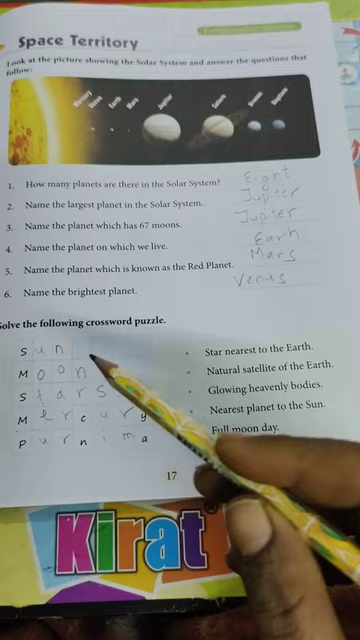 Space Territory
Look at the picture showing the Solar System and answer the questions that
follow:
Mercury Venus Earth Mars Jupiter Saturn Uranus Neptune
1. How many planets are there in the Solar System? Eight
2. Name the largest planet in the Solar System. Jupiter
3. Name the planet which has 67 moons. Jupiter
4. Name the planet on which we live. Earth
5. Name the planet which is known as the Red Planet. Mars
6. Name the brightest planet. Venus
Solve the following crossword puzzle.
Sun • Star nearest to the Earth.
Moon • Natural satellite of the Earth.
Stars • Glowing heavenly bodies.
Mercury • Nearest planet to the Sun.
Purnima Full moon day.
17
Kirat